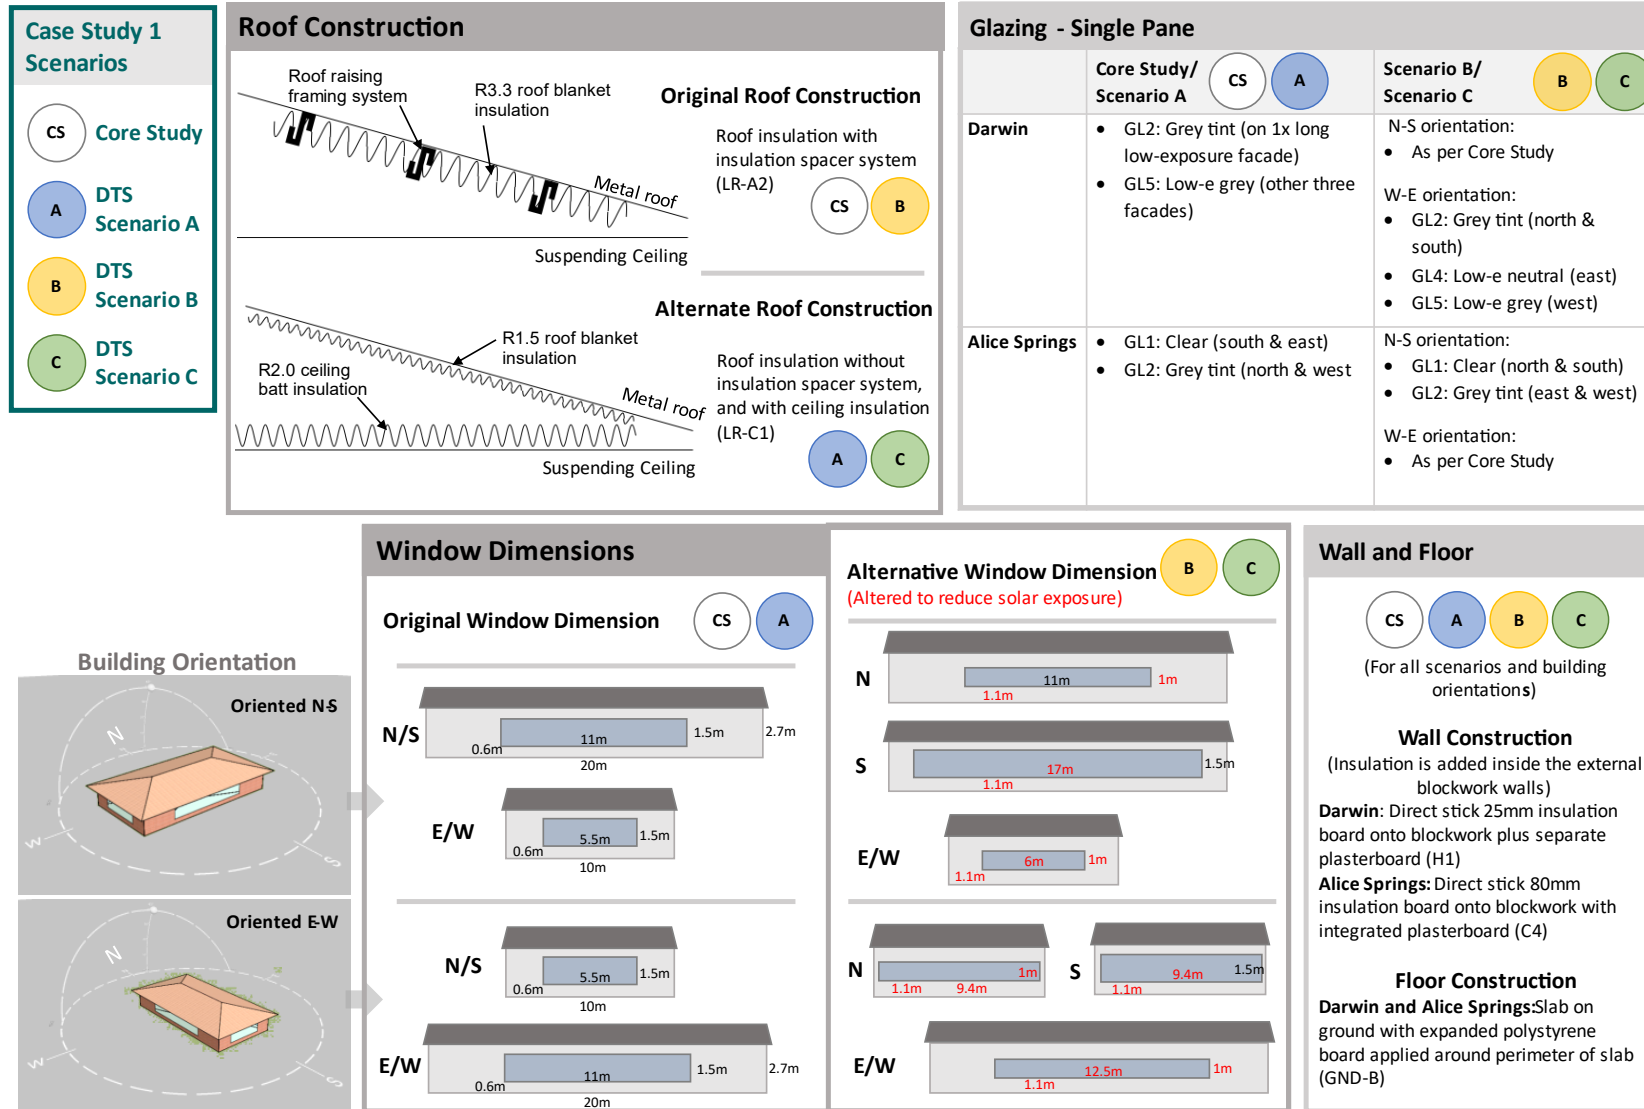 Case Study 1
Scenarios
CS
Core Study
A
DTS
Scenario A
B
DTS
Scenario B
C
DTS
Scenario C
Roof Construction
Roof raising
framing system
R3.3 roof blanket
insulation
Metal roof
Suspending Ceiling
Original Roof Construction
Roof insulation with
insulation spacer system
(LR-A2)
CS
B
R1.5 roof blanket
insulation
R2.0 ceiling
batt insulation
Metal roof
Suspending Ceiling
Alternate Roof Construction
Roof insulation without
insulation spacer system,
and with ceiling insulation
(LR-C1)
A
C
Glazing - Single Pane
Core Study/
Scenario A
CS
A
Scenario B/
Scenario C
B
C
Darwin
• GL2: Grey tint (on 1x long
low-exposure facade)
• GL5: Low-e grey (other three
facades)
N-S orientation:
• As per Core Study
W-E orientation:
• GL2: Grey tint (north &
south)
• GL4: Low-e neutral (east)
• GL5: Low-e grey (west)
Alice Springs
• GL1: Clear (south & east)
• GL2: Grey tint (north & west
N-S orientation:
• GL1: Clear (north & south)
• GL2: Grey tint (east & west)
W-E orientation:
• As per Core Study
Building Orientation
Oriented N-S
N
W
S
Oriented E-W
N
W
S
Window Dimensions
Original Window Dimension
CS
A
N/S
0.6m
11m
1.5m
2.7m
20m
E/W
0.6m
5.5m
1.5m
10m
N/S
0.6m
5.5m
1.5m
10m
E/W
0.6m
11m
1.5m
2.7m
20m
Alternative Window Dimension
(Altered to reduce solar exposure)
B
C
N
11m
1m
1.1m
S
17m
1.5m
1.1m
E/W
6m
1m
1.1m
N
1m
1.1m
9.4m
S
9.4m
1.5m
1.1m
E/W
12.5m
1m
1.1m
Wall and Floor
CS
A
B
C
(For all scenarios and building
orientations)
Wall Construction
(Insulation is added inside the external
blockwork walls)
Darwin: Direct stick 25mm insulation
board onto blockwork plus separate
plasterboard (H1)
Alice Springs: Direct stick 80mm
insulation board onto blockwork with
integrated plasterboard (C4)
Floor Construction
Darwin and Alice Springs:Slab on
ground with expanded polystyrene
board applied around perimeter of slab
(GND-B)